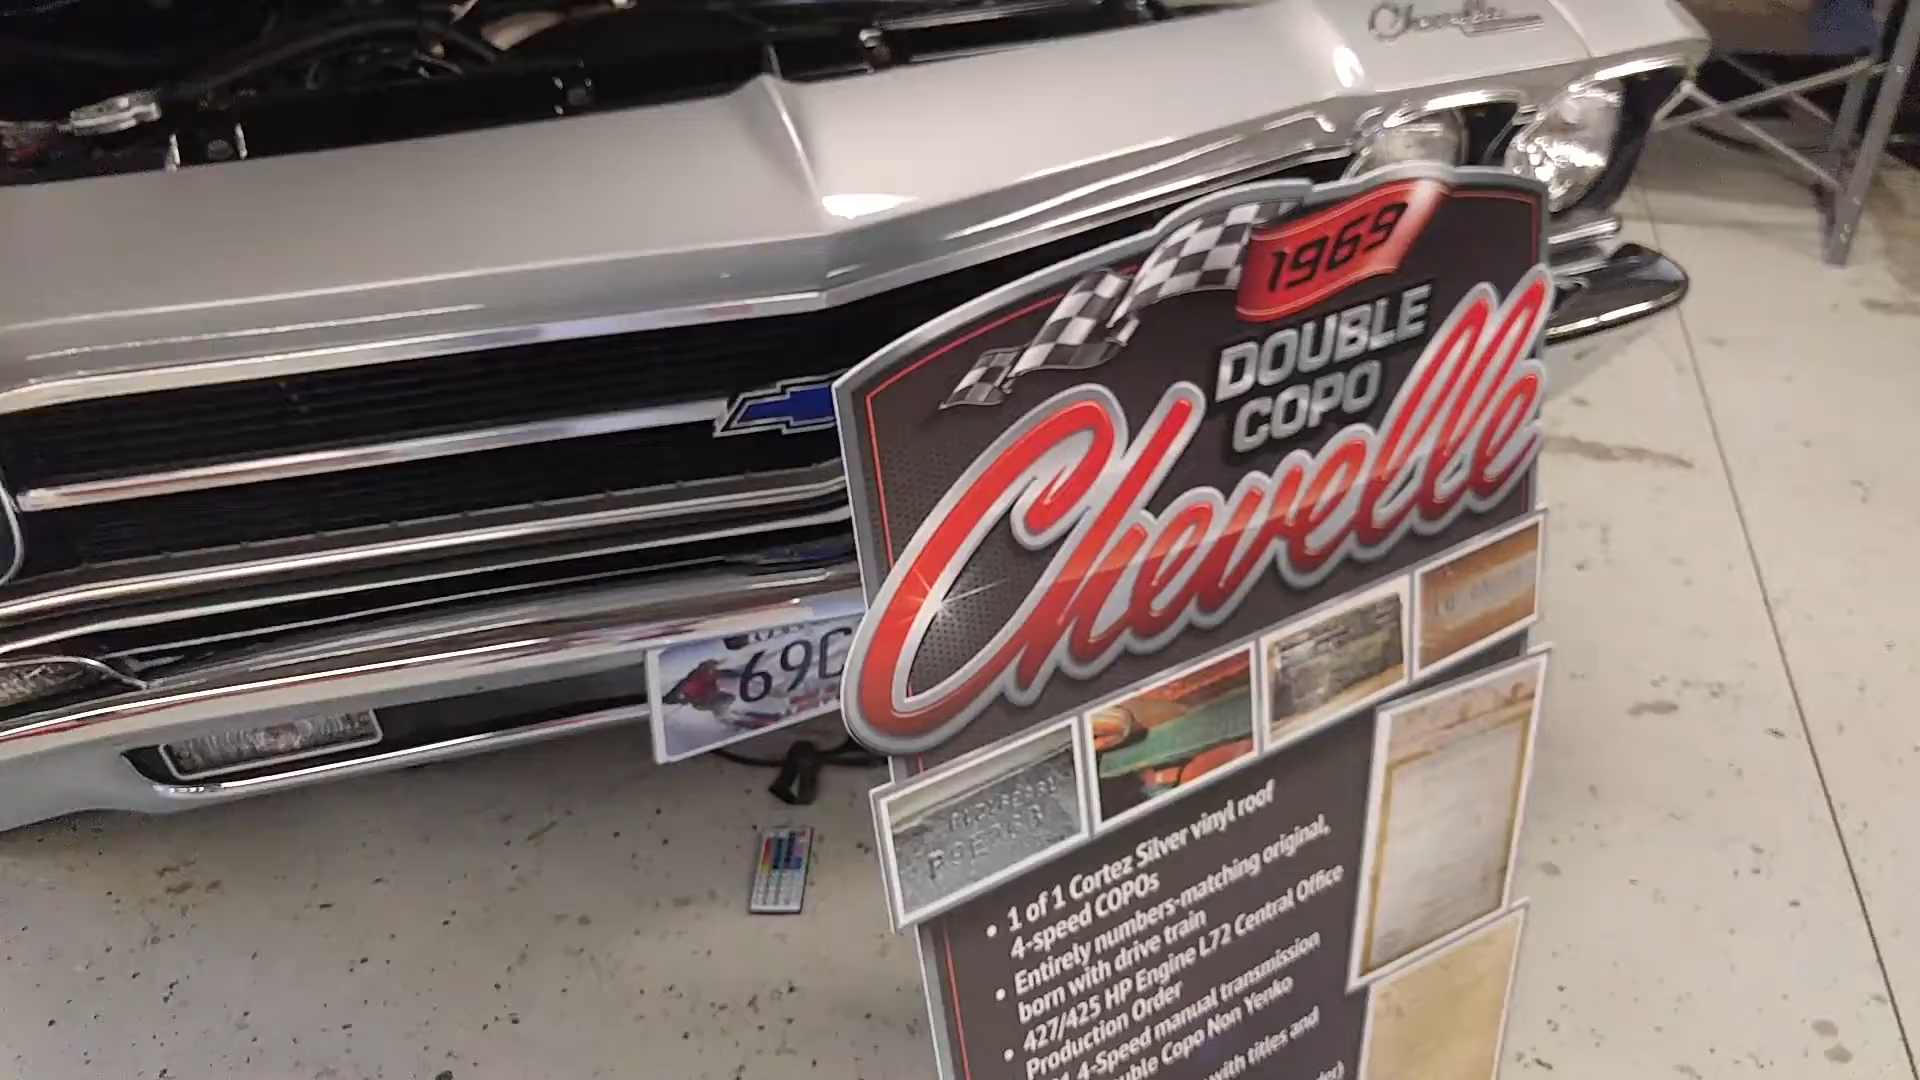 Chevelle
1969
DOUBLE
COPO
Chevelle
69
• 1 of 1 Cortez Silver vinyl roof
4-speed COPOs
• Entirely numbers-matching original,
born with drive train
• 427/425 HP Engine L72 Central Office
Production Order
4-Speed manual transmission
Double Copo Non Yenko
with titles and